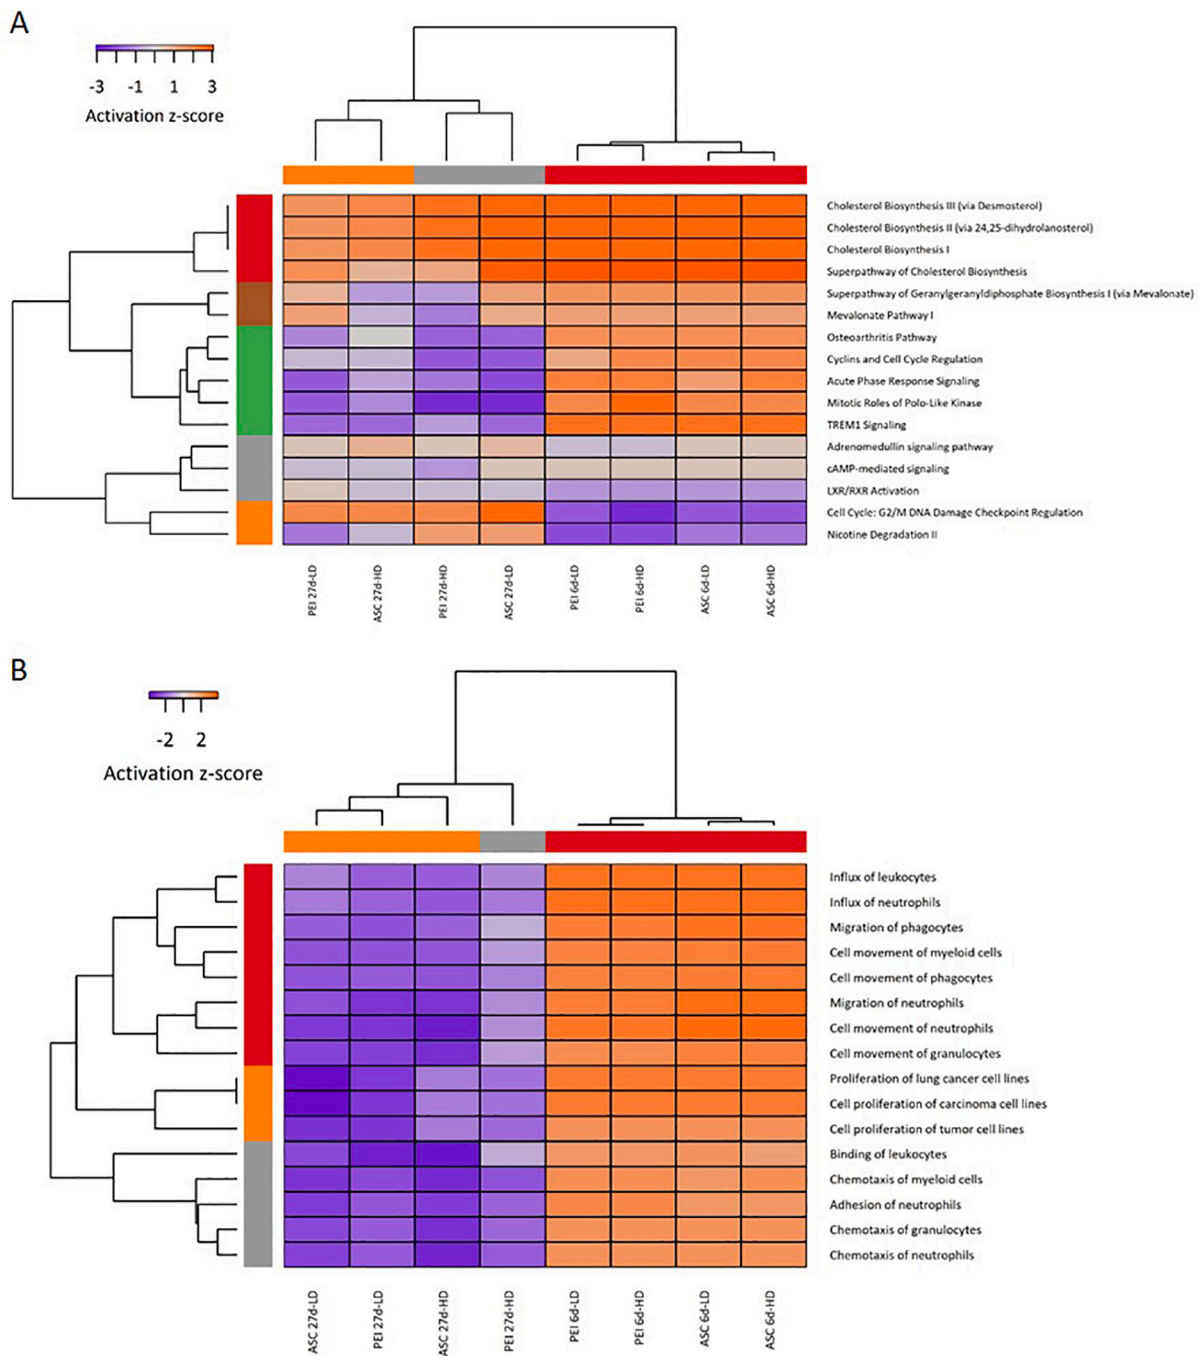 A
-3 -1 1 3
Activation z-score
Cholesterol Biosynthesis III (via Desmosterol)
Cholesterol Biosynthesis II (via 24,25-dihydrolanosterol)
Cholesterol Biosynthesis I
Superpathway of Cholesterol Biosynthesis
Superpathway of Geranylgeranyldiphosphate Biosynthesis I (via Mevalonate)
Mevalonate Pathway I
Osteoarthritis Pathway
Cyclins and Cell Cycle Regulation
Acute Phase Response Signaling
Mitotic Roles of Polo-Like Kinase
TREM1 Signaling
Adrenomedullin signaling pathway
cAMP-mediated signaling
LXR/RXR Activation
Cell Cycle: G2/M DNA Damage Checkpoint Regulation
Nicotine Degradation II
PEI 27d-LD
ASC 27d-HD
PEI 27d-HD
ASC 27d-LD
PEI 6d-LD
PEI 6d-HD
ASC 6d-LD
ASC 6d-HD
B
-2 2
Activation z-score
Influx of leukocytes
Influx of neutrophils
Migration of phagocytes
Cell movement of myeloid cells
Cell movement of phagocytes
Migration of neutrophils
Cell movement of neutrophils
Cell movement of granulocytes
Proliferation of lung cancer cell lines
Cell proliferation of carcinoma cell lines
Cell proliferation of tumor cell lines
Binding of leukocytes
Chemotaxis of myeloid cells
Adhesion of neutrophils
Chemotaxis of granulocytes
Chemotaxis of neutrophils
ASC 27d-LD
PEI 27d-LD
ASC 27d-HD
PEI 27d-HD
PEI 6d-LD
PEI 6d-HD
ASC 6d-LD
ASC 6d-HD